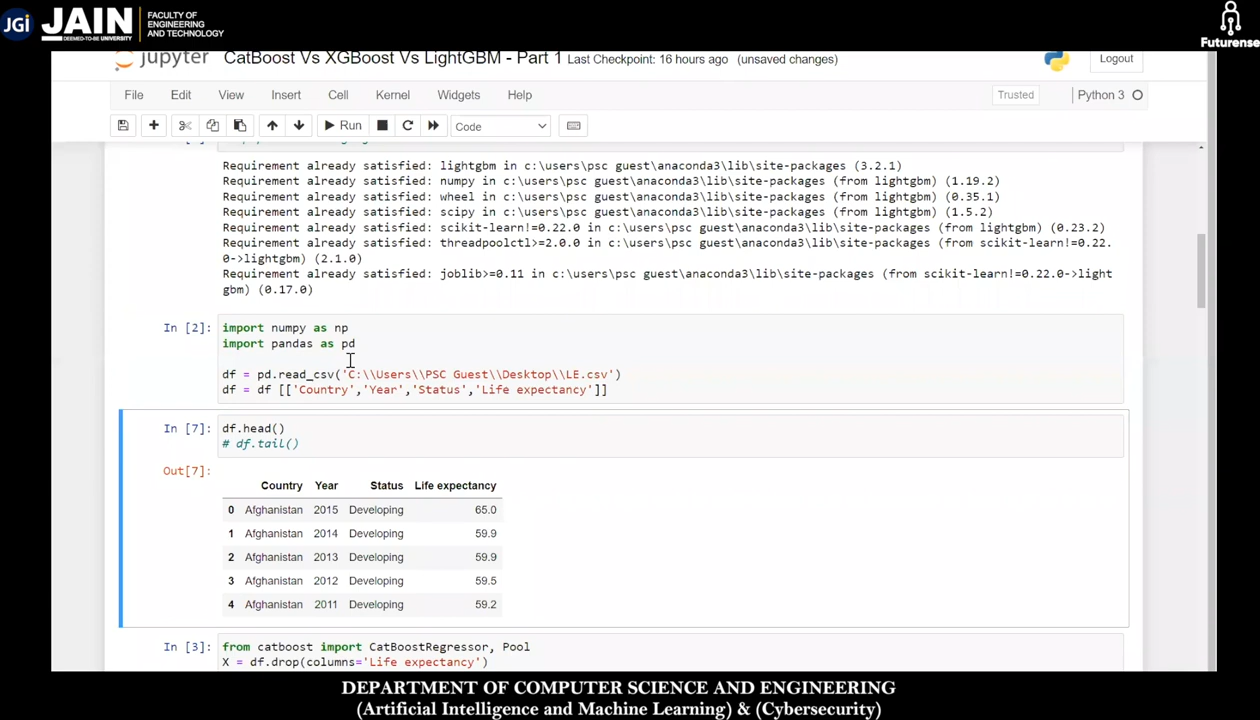 JGI JAIN FACULTY OF ENGINEERING AND TECHNOLOGY
DEEMED-TO-BE UNIVERSITY
Futurense
jupyter CatBoost Vs XGBoost Vs LightGBM - Part 1 Last Checkpoint: 16 hours ago (unsaved changes) Logout
File Edit View Insert Cell Kernel Widgets Help Trusted Python 3
Run Code
Requirement already satisfied: lightgbm in c:\users\psc guest\anaconda3\lib\site-packages (3.2.1)
Requirement already satisfied: numpy in c:\users\psc guest\anaconda3\lib\site-packages (from lightgbm) (1.19.2)
Requirement already satisfied: wheel in c:\users\psc guest\anaconda3\lib\site-packages (from lightgbm) (0.35.1)
Requirement already satisfied: scipy in c:\users\psc guest\anaconda3\lib\site-packages (from lightgbm) (1.5.2)
Requirement already satisfied: scikit-learn!=0.22.0 in c:\users\psc guest\anaconda3\lib\site-packages (from lightgbm) (0.23.2)
Requirement already satisfied: threadpoolctl>=2.0.0 in c:\users\psc guest\anaconda3\lib\site-packages (from scikit-learn!=0.22.
0->lightgbm) (2.1.0)
Requirement already satisfied: joblib>=0.11 in c:\users\psc guest\anaconda3\lib\site-packages (from scikit-learn!=0.22.0->light
gbm) (0.17.0)
In [2]: import numpy as np
import pandas as pd
df = pd.read_csv('C:\\Users\\PSC Guest\\Desktop\\LE.csv')
df = df [['Country','Year','Status','Life expectancy']]
In [7]: df.head()
# df.tail()
Out[7]:
Country Year Status Life expectancy
0 Afghanistan 2015 Developing 65.0
1 Afghanistan 2014 Developing 59.9
2 Afghanistan 2013 Developing 59.9
3 Afghanistan 2012 Developing 59.5
4 Afghanistan 2011 Developing 59.2
In [3]: from catboost import CatBoostRegressor, Pool
X = df.drop(columns='Life expectancy')
DEPARTMENT OF COMPUTER SCIENCE AND ENGINEERING
(Artificial Intelligence and Machine Learning) & (Cybersecurity)